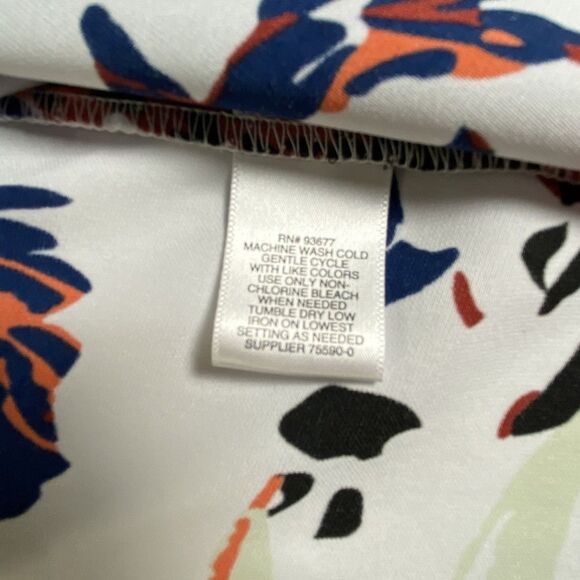 RN# 93677
MACHINE WASH COLD
GENTLE CYCLE
WITH LIKE COLORS
USE ONLY NON-
CHLORINE BLEACH
WHEN NEEDED
TUMBLE DRY LOW
IRON ON LOWEST
SETTING AS NEEDED
SUPPLIER 75590-0